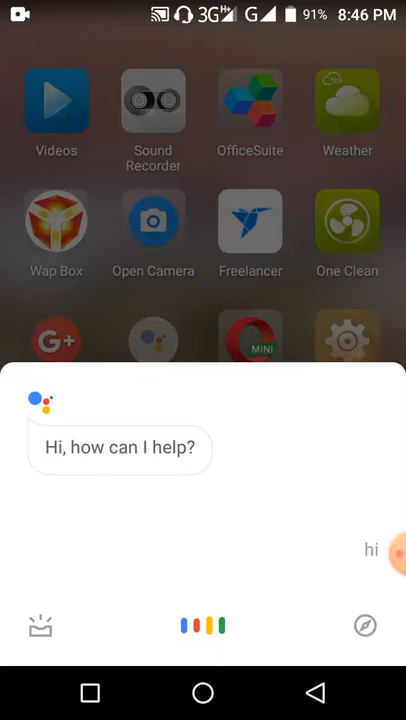 3G H+ G 91% 8:46 PM
Videos Sound Recorder OfficeSuite Weather
Wap Box Open Camera Freelancer One Clean
G+ MINI
Hi, how can I help?
hi